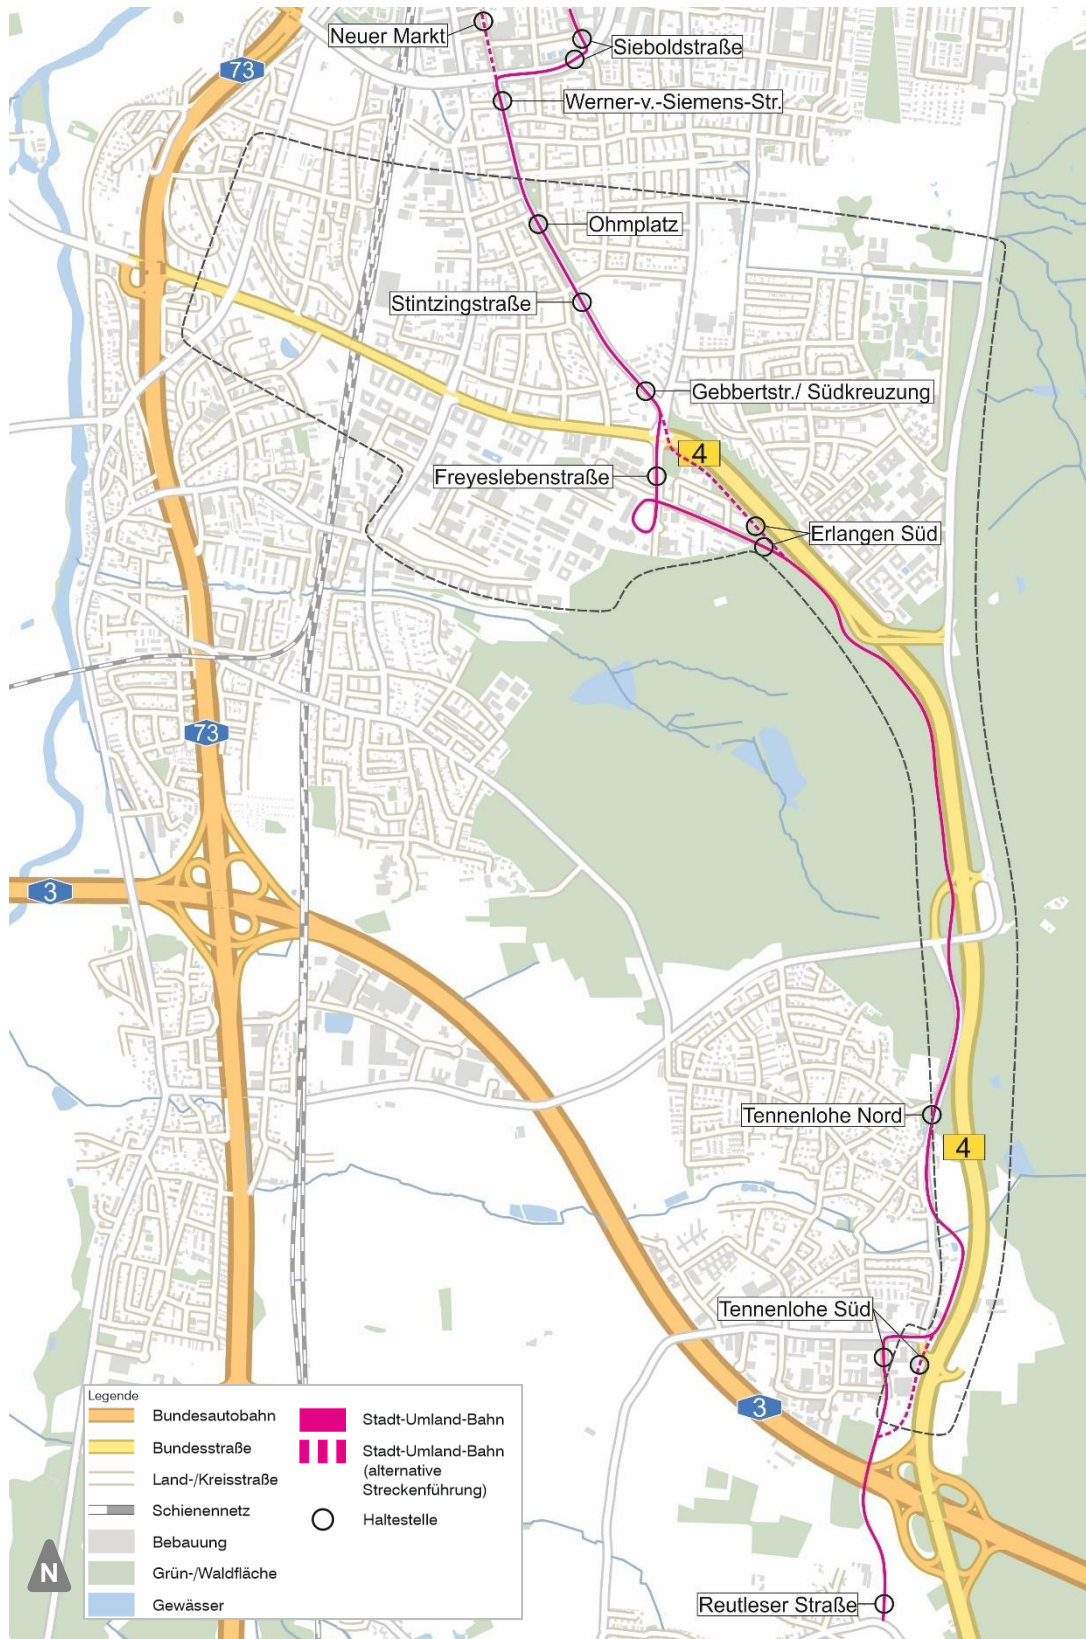 Neuer Markt
Sieboldstraße
73
Werner-v.-Siemens-Str.
Ohmplatz
Stintzingstraße
Gebbertstr./ Südkreuzung
4
Freyeslebenstraße
Erlangen Süd
73
3
Tennenlohe Nord
4
Tennenlohe Süd
3
Reutleser Straße
Legende
Bundesautobahn
Bundesstraße
Land-/Kreisstraße
Schienennetz
Bebauung
Grün-/Waldfläche
Gewässer
Stadt-Umland-Bahn
Stadt-Umland-Bahn
(alternative
Streckenführung)
Haltestelle
N